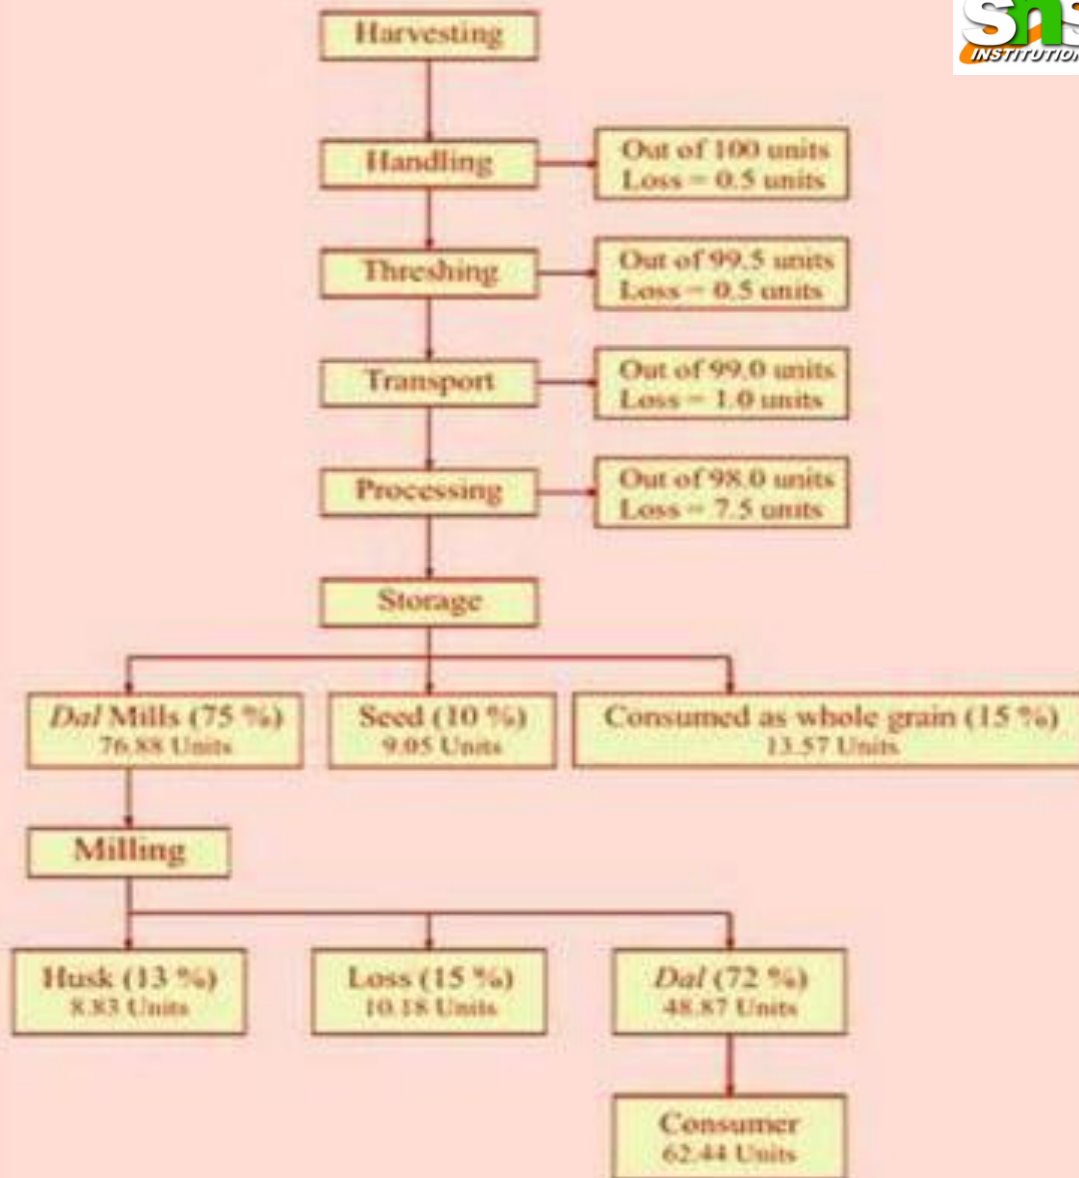 SnS
INSTITUTION
Harvesting
Handling
Out of 100 units
Loss = 0.5 units
Threshing
Out of 99.5 units
Loss = 0.5 units
Transport
Out of 99.0 units
Loss = 1.0 units
Processing
Out of 98.0 units
Loss = 7.5 units
Storage
Dal Mills (75 %)
76.88 Units
Seed (10 %)
9.05 Units
Consumed as whole grain (15 %)
13.57 Units
Milling
Husk (13 %)
8.83 Units
Loss (15 %)
10.18 Units
Dal (72 %)
48.87 Units
Consumer
62.44 Units